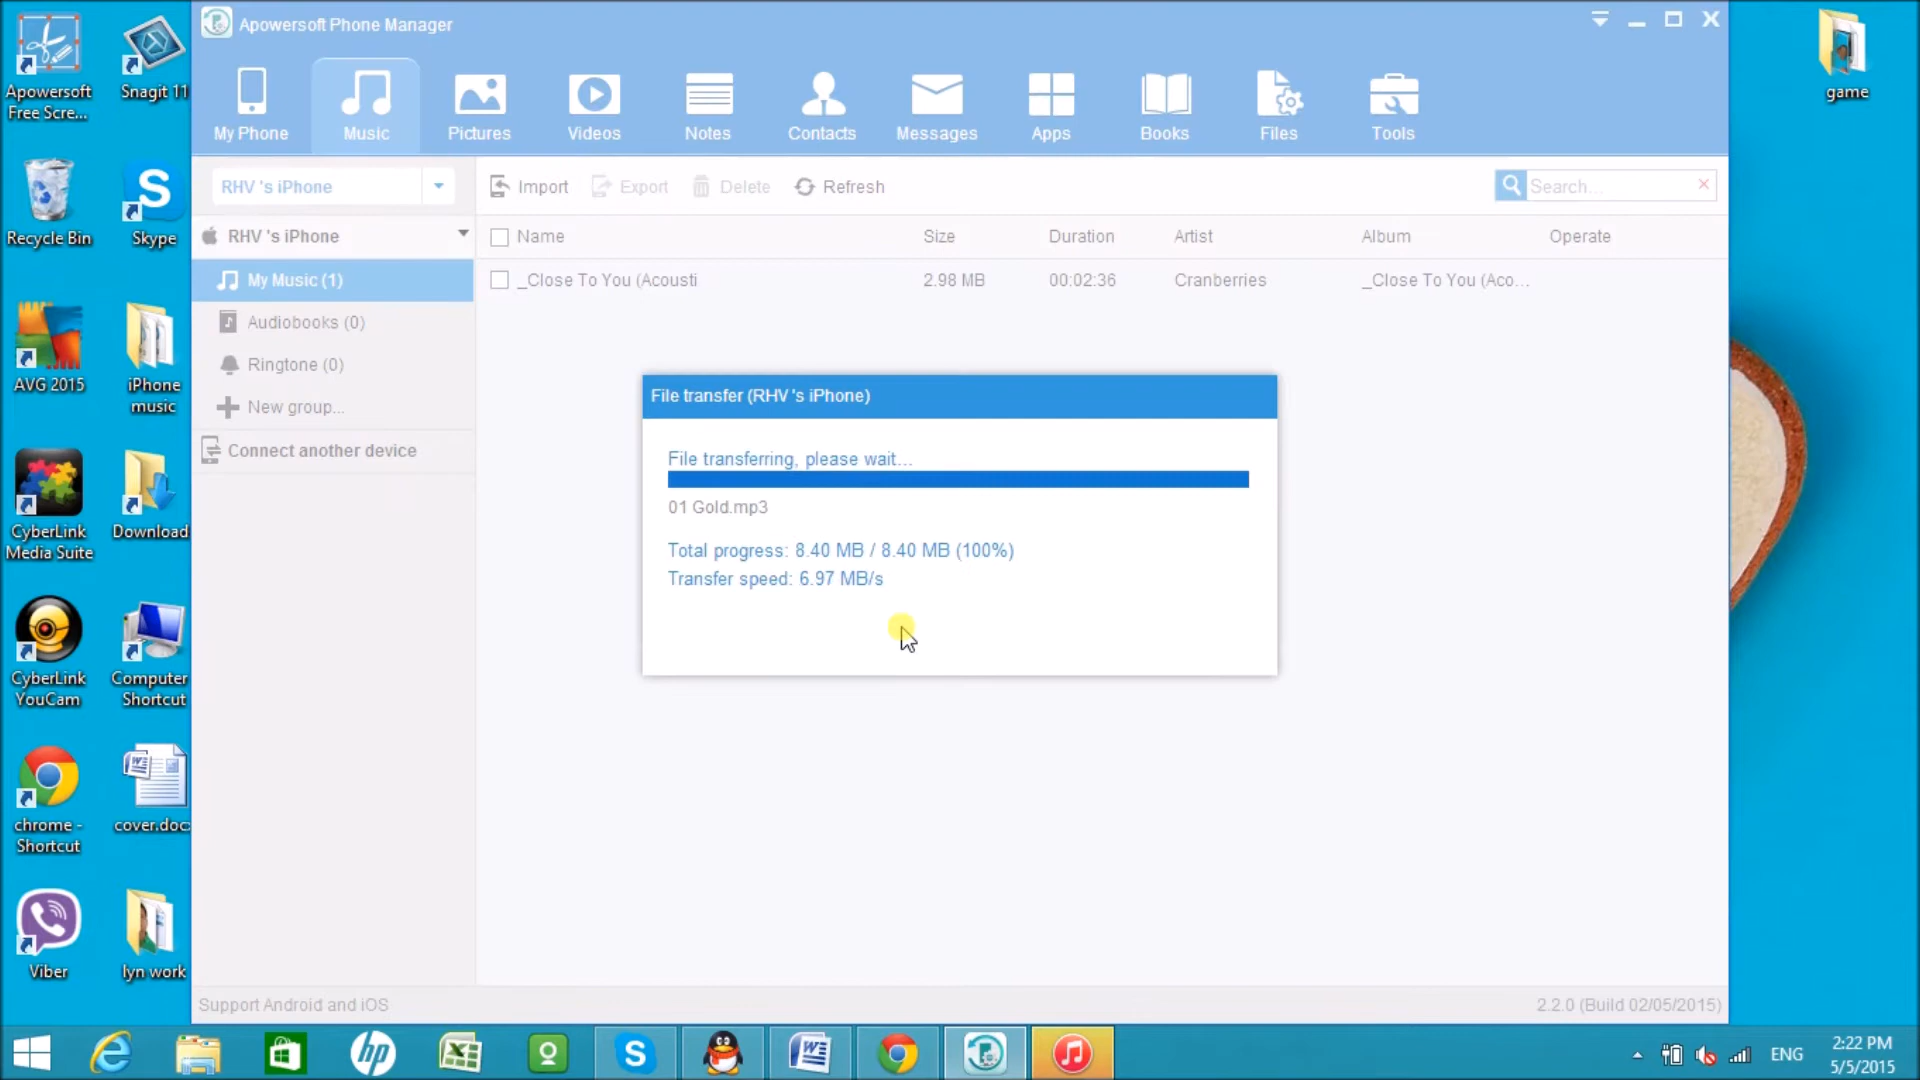 Apowersoft Phone Manager
My Phone
Music
Pictures
Videos
Notes
Contacts
Messages
Apps
Books
Files
Tools
RHV 's iPhone
Import
Export
Delete
Refresh
Search...
RHV 's iPhone
Name
Size
Duration
Artist
Album
Operate
My Music (1)
_Close To You (Acousti
2.98 MB
00:02:36
Cranberries
_Close To You (Aco...
Audiobooks (0)
Ringtone (0)
New group...
Connect another device
File transfer (RHV 's iPhone)
File transferring, please wait...
01 Gold.mp3
Total progress: 8.40 MB / 8.40 MB (100%)
Transfer speed: 6.97 MB/s
Support Android and iOS
2.2.0 (Build 02/05/2015)
Apowersoft
Free Scre...
Snagit 11
Recycle Bin
Skype
AVG 2015
iPhone
music
CyberLink
Media Suite
Download
CyberLink
YouCam
Computer
Shortcut
chrome -
Shortcut
cover.docx
Viber
lyn work
game
ENG
2:22 PM
5/5/2015